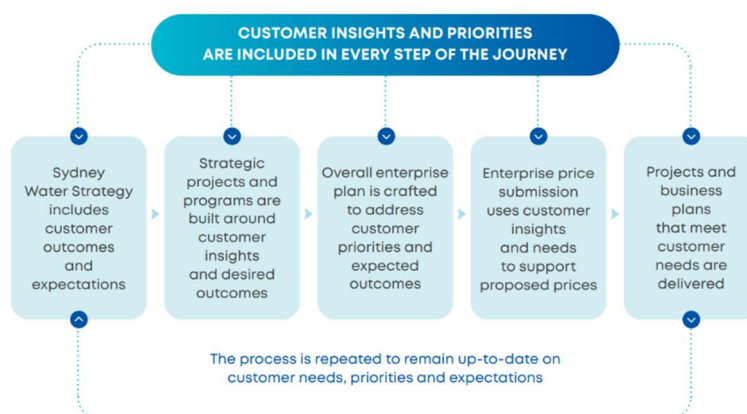 CUSTOMER INSIGHTS AND PRIORITIES
ARE INCLUDED IN EVERY STEP OF THE JOURNEY
Sydney
Water Strategy
includes
customer
outcomes
and
expectations
Strategic
projects and
programs are
built around
customer
insights
and desired
outcomes
Overall enterprise
plan is crafted
to address
customer
priorities and
expected
outcomes
Enterprise price
submission
uses customer
insights
and needs
to support
proposed prices
Projects and
business
plans
that meet
customer
needs are
delivered
The process is repeated to remain up-to-date on
customer needs, priorities and expectations